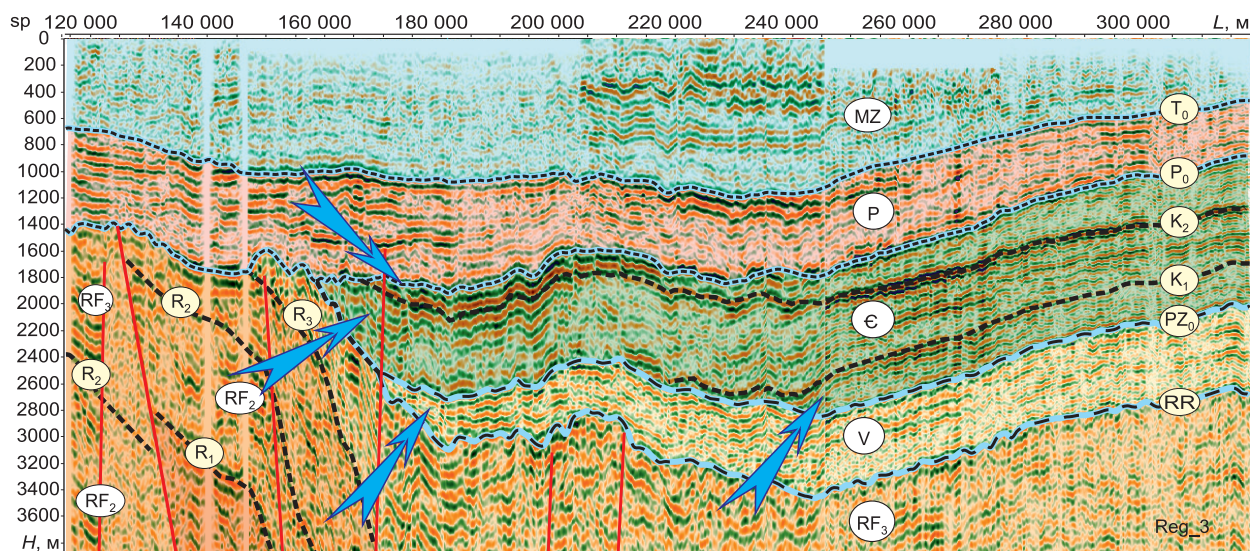 sp 120 000 140 000 160 000 180 000 200 000 220 000 240 000 260 000 280 000 300 000 L, м
0
200
400
600
800
1000
1200
1400
1600
1800
2000
2200
2400
2600
2800
3000
3200
3400
3600
H, м
MZ
T₀
P
P₀
K₂
K₁
Є
PZ₀
RR
V
RF₃
R₂
R₃
R₂
RF₂
R₁
RF₂
RF₃
Reg_3